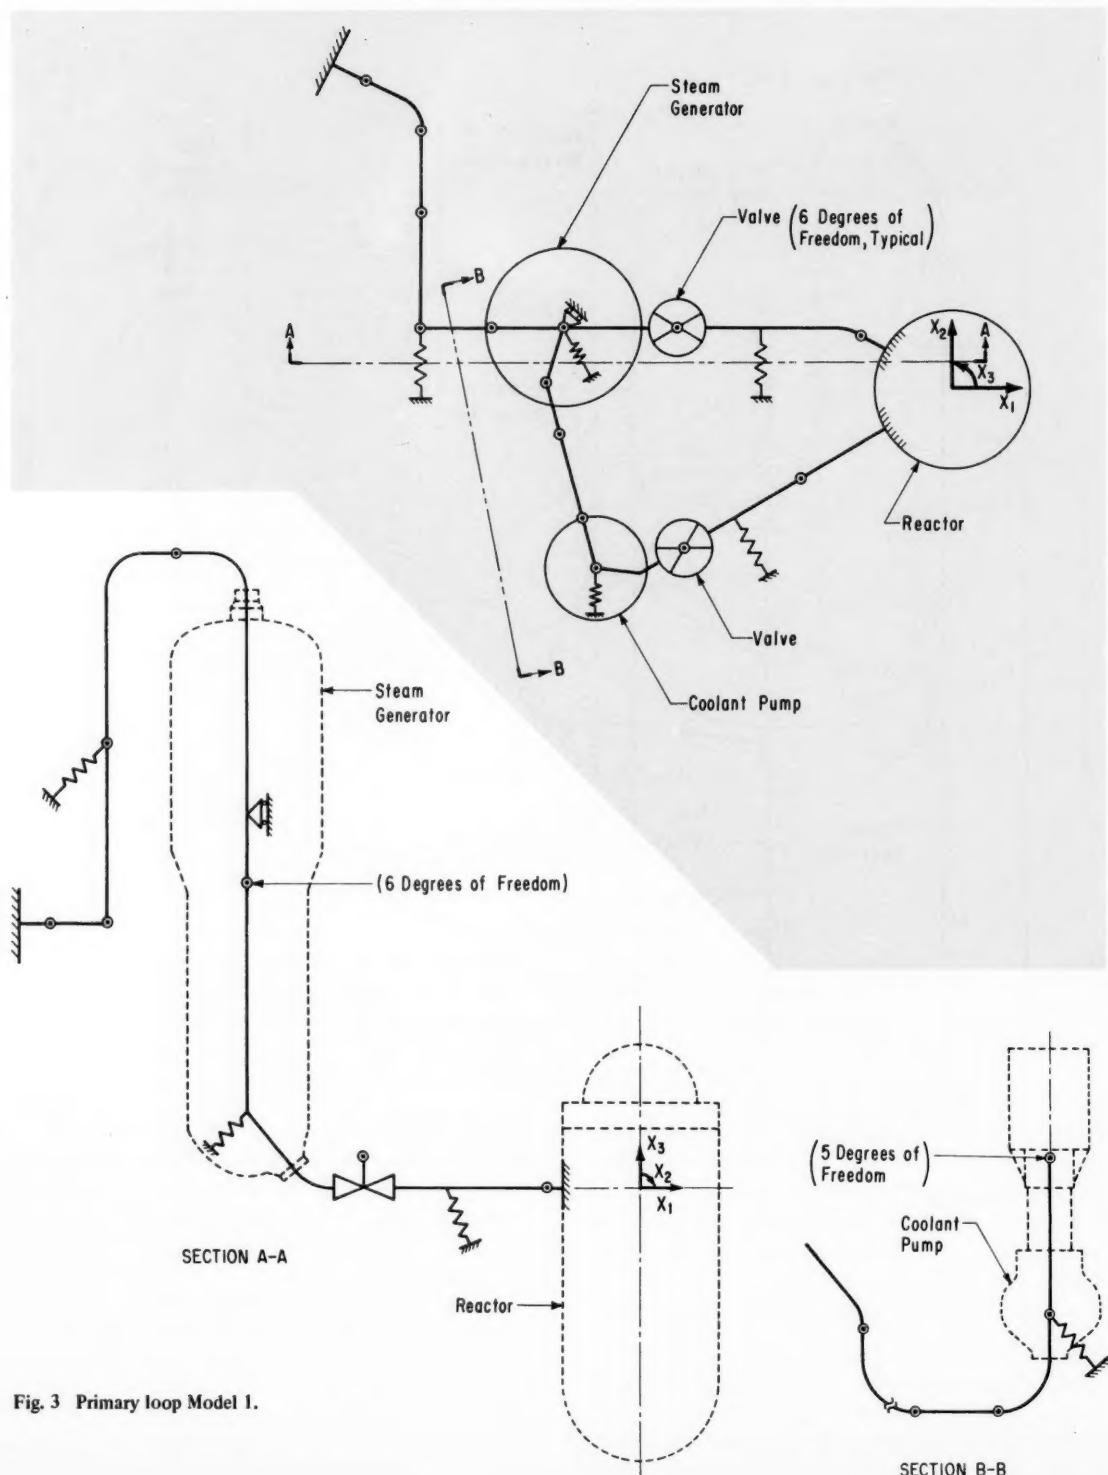 Steam
Generator
Valve (6 Degrees of
Freedom, Typical)
B
A
X2
A
X3
X1
Reactor
Valve
B
Coolant Pump
Steam
Generator
(6 Degrees of Freedom)
X3
X2
X1
(5 Degrees of
Freedom)
Coolant
Pump
SECTION A-A
Reactor
Fig. 3 Primary loop Model 1.
SECTION B-B